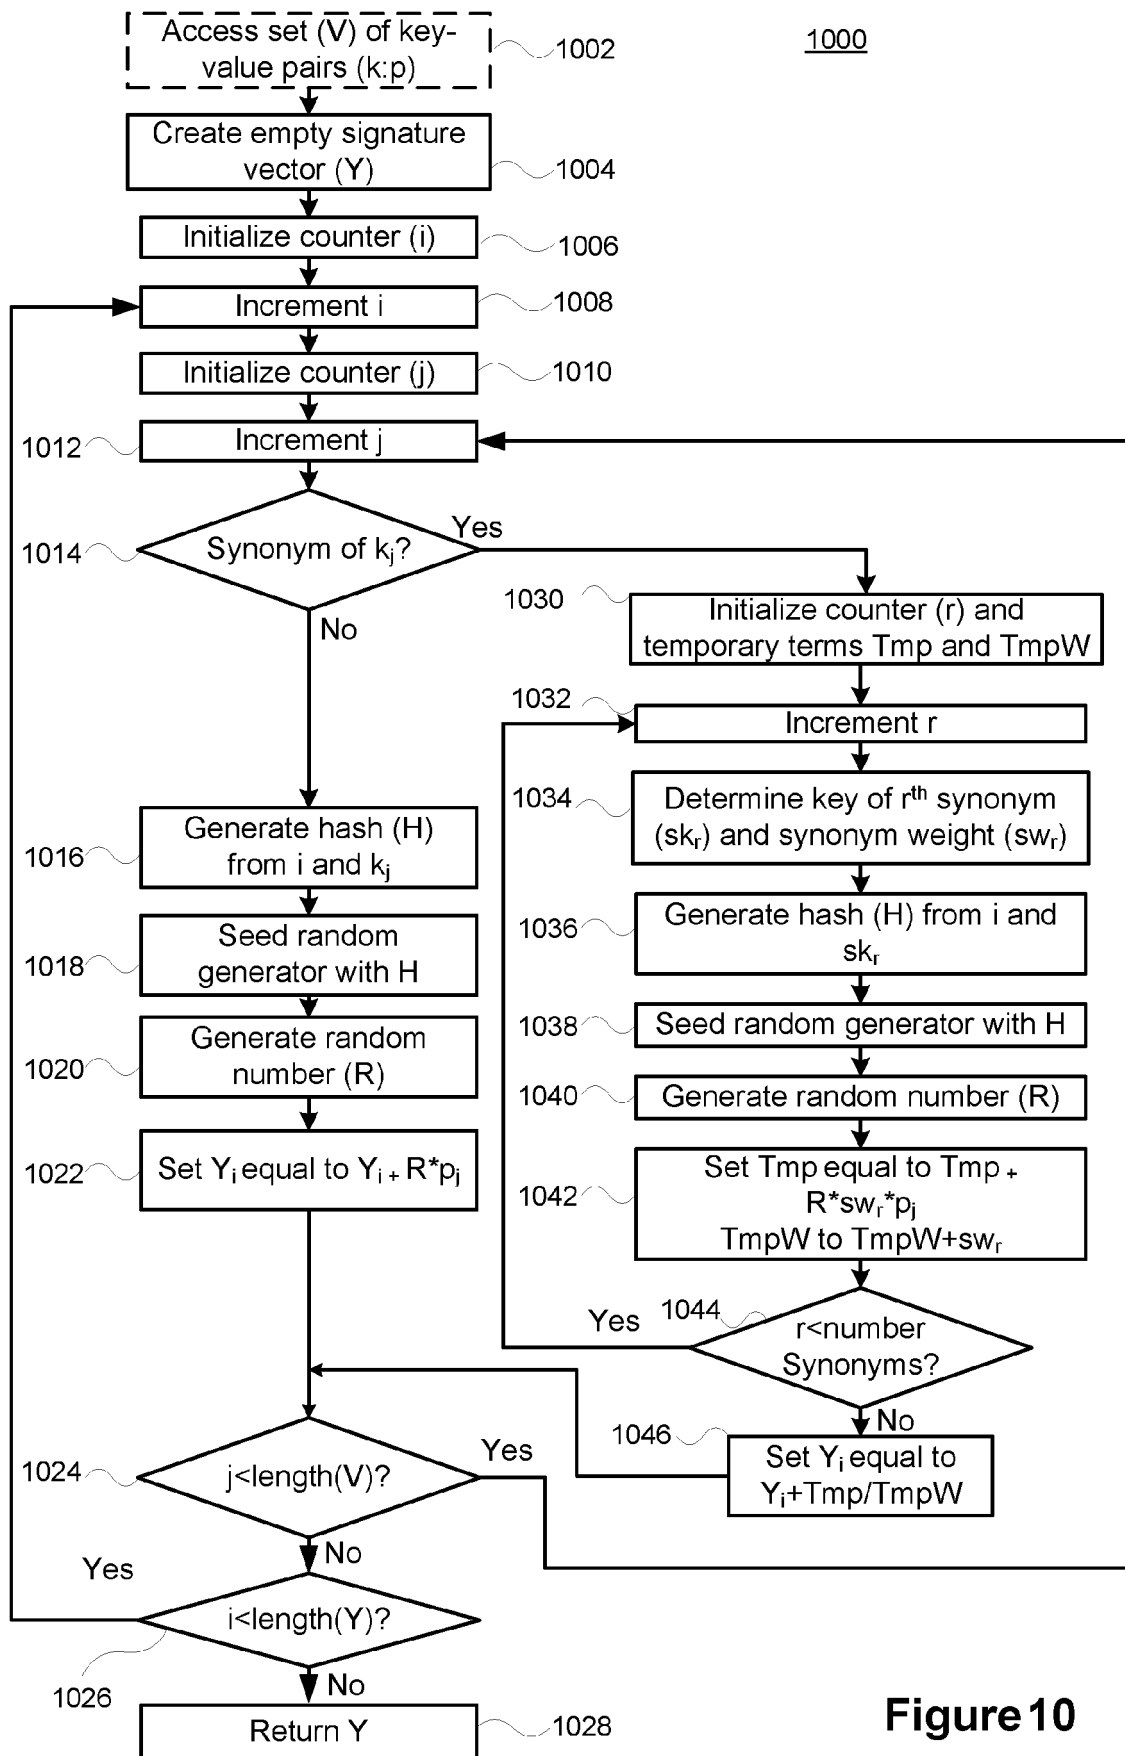 Access set (V) of key-
value pairs (k:p)
1002
1000
Create empty signature
vector (Y)
1004
Initialize counter (i)
1006
Increment i
1008
Initialize counter (j)
1010
Increment j
1012
Synonym of kj?
1014
Yes
No
1030
Initialize counter (r) and
temporary terms Tmp and TmpW
1032
Increment r
1034
Determine key of rth synonym
(skr) and synonym weight (swr)
1016
Generate hash (H)
from i and kj
1036
Generate hash (H) from i and
skr
1018
Seed random
generator with H
1038
Seed random generator with H
1020
Generate random
number (R)
1040
Generate random number (R)
1022
Set Yi equal to Yi + R*pj
1042
Set Tmp equal to Tmp +
R*swr*pj
TmpW to TmpW+swr
1044
r<number
Synonyms?
Yes
No
1046
Set Yi equal to
Yi+Tmp/TmpW
1024
j<length(V)?
Yes
No
Yes
i<length(Y)?
1026
No
Return Y
1028
Figure 10